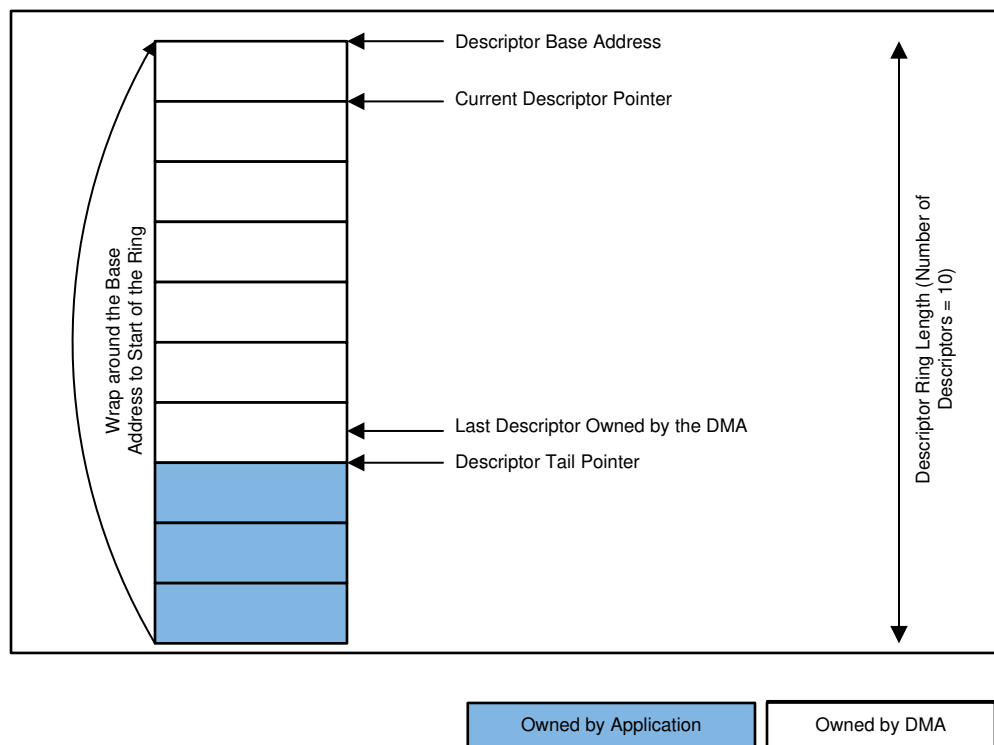 Descriptor Base Address
Current Descriptor Pointer
Wrap around the Base
Address to Start of the Ring
Descriptor Ring Length (Number of
Descriptors = 10)
Last Descriptor Owned by the DMA
Descriptor Tail Pointer
Owned by Application
Owned by DMA